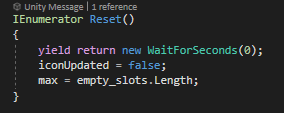 Unity Message | 1 reference
IEnumerator Reset()
{
yield return new WaitForSeconds(0);
iconUpdated = false;
max = empty_slots.Length;
}